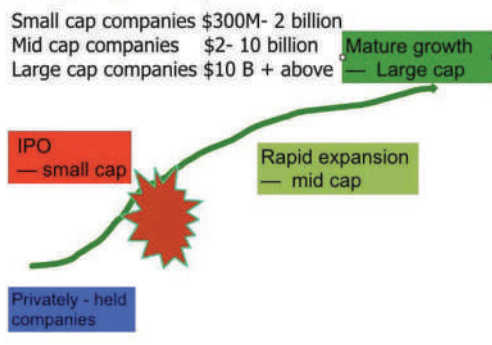 Small cap companies $300M- 2 billion
Mid cap companies $2- 10 billion
Large cap companies $10 B + above
Mature growth
— Large cap
IPO
— small cap
Rapid expansion
— mid cap
Privately - held
companies